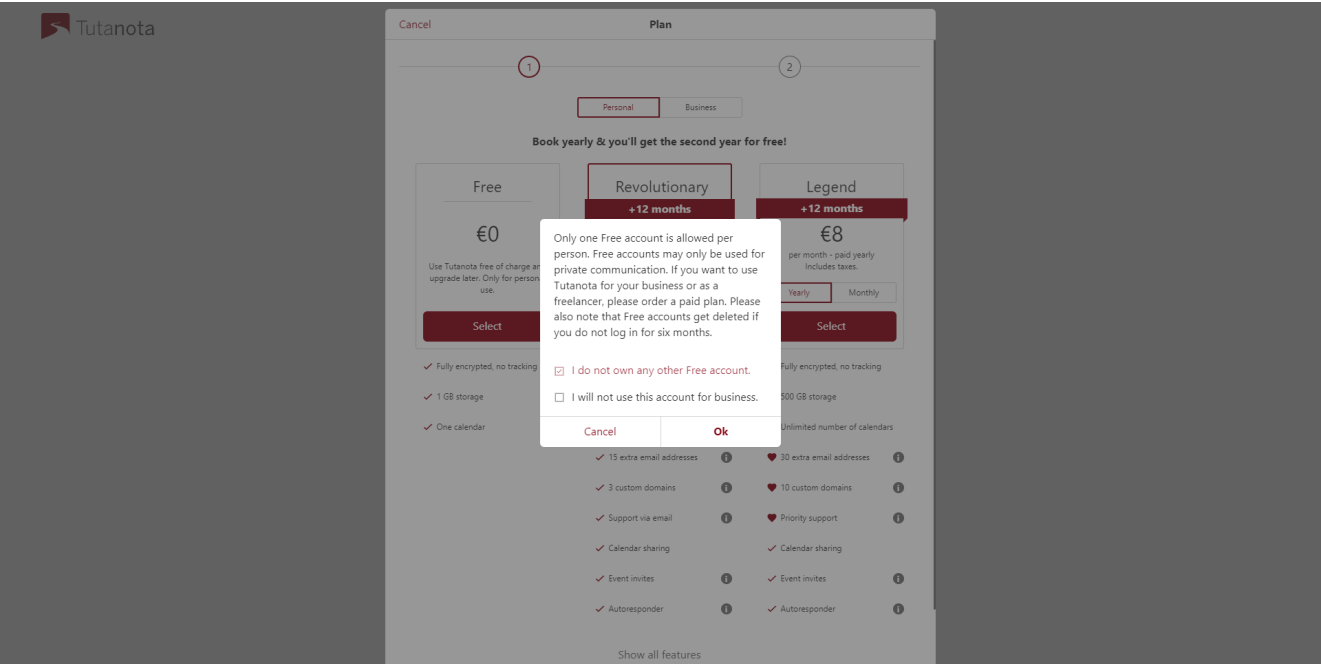 Tutanota
Cancel
Plan
1
2
Personal
Business
Book yearly & you'll get the second year for free!
Free
€0
Use Tutanota free of charge an
upgrade later. Only for person
use.
Select
Fully encrypted, no tracking
1 GB storage
One calendar
Revolutionary
+12 months
15 extra email addresses
3 custom domains
Support via email
Calendar sharing
Event invites
Autoresponder
Legend
+12 months
€8
per month - paid yearly
Includes taxes.
Yearly
Monthly
Select
Fully encrypted, no tracking
500 GB storage
Unlimited number of calendars
30 extra email addresses
10 custom domains
Priority support
Calendar sharing
Event invites
Autoresponder
Show all features
Only one Free account is allowed per
person. Free accounts may only be used for
private communication. If you want to use
Tutanota for your business or as a
freelancer, please order a paid plan. Please
also note that Free accounts get deleted if
you do not log in for six months.
I do not own any other Free account.
I will not use this account for business.
Cancel
Ok